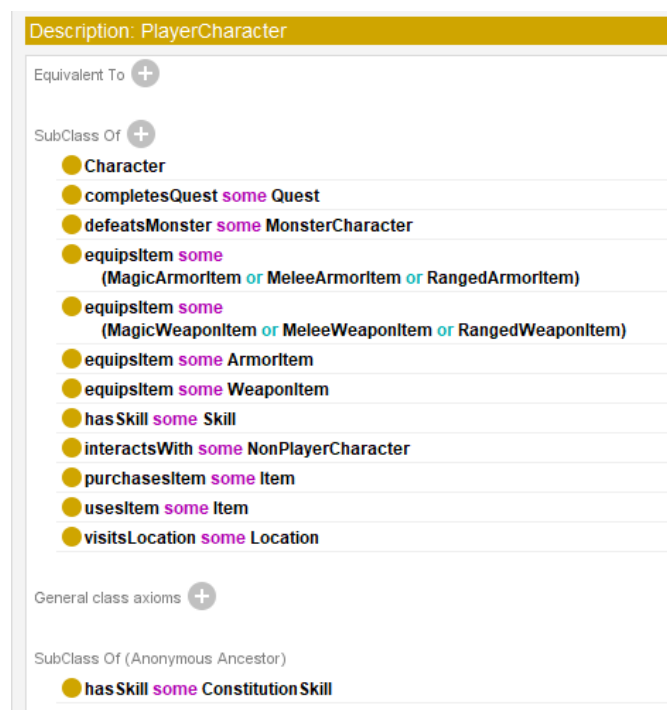 Description: PlayerCharacter
Equivalent To
SubClass Of
Character
completesQuest some Quest
defeatsMonster some MonsterCharacter
equipsItem some
(MagicArmorItem or MeleeArmorItem or RangedArmorItem)
equipsItem some
(MagicWeaponItem or MeleeWeaponItem or RangedWeaponItem)
equipsItem some ArmorItem
equipsItem some WeaponItem
hasSkill some Skill
interactsWith some NonPlayerCharacter
purchasesItem some Item
usesItem some Item
visitsLocation some Location
General class axioms
SubClass Of (Anonymous Ancestor)
hasSkill some ConstitutionSkill